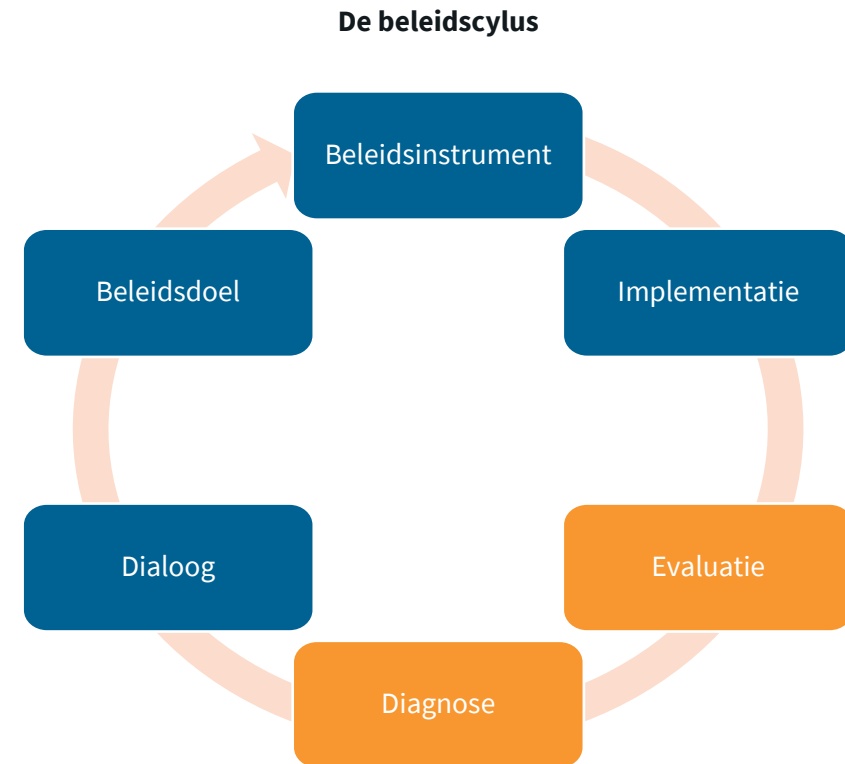 De beleidscylus
Beleidsinstrument
Implementatie
Evaluatie
Diagnose
Dialoog
Beleidsdoel